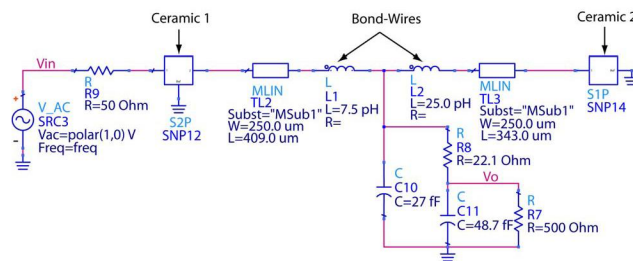 Ceramic 1
Bond-Wires
Ceramic 2
Vin
R
R9
R=50 Ohm
V_AC
SRC3
Vac=polar(1,0) V
Freq=freq
S2P
SNP12
MLIN
TL2
Subst="MSub1"
W=250.0 um
L=409.0 um
L
L1
L=7.5 pH
R=
L
L2
L=25.0 pH
R=
MLIN
TL3
Subst="MSub1"
W=250.0 um
L=343.0 um
S1P
SNP14
R
R8
R=22.1 Ohm
Vo
C
C10
C=27 fF
C
C11
C=48.7 fF
R
R7
R=500 Ohm